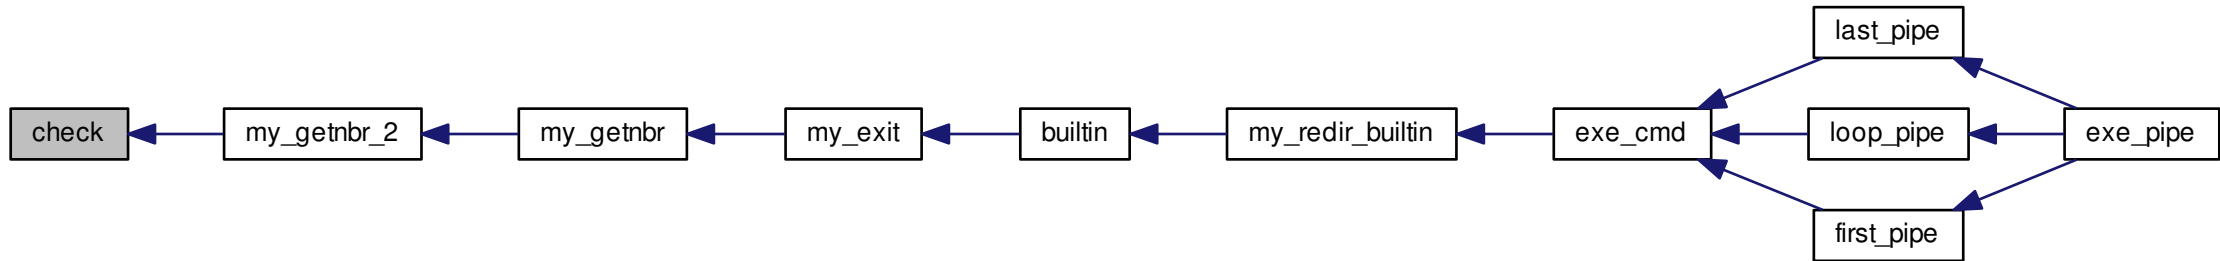 check
my_getnbr_2
my_getnbr
my_exit
builtin
my_redir_builtin
exe_cmd
last_pipe
loop_pipe
first_pipe
exe_pipe